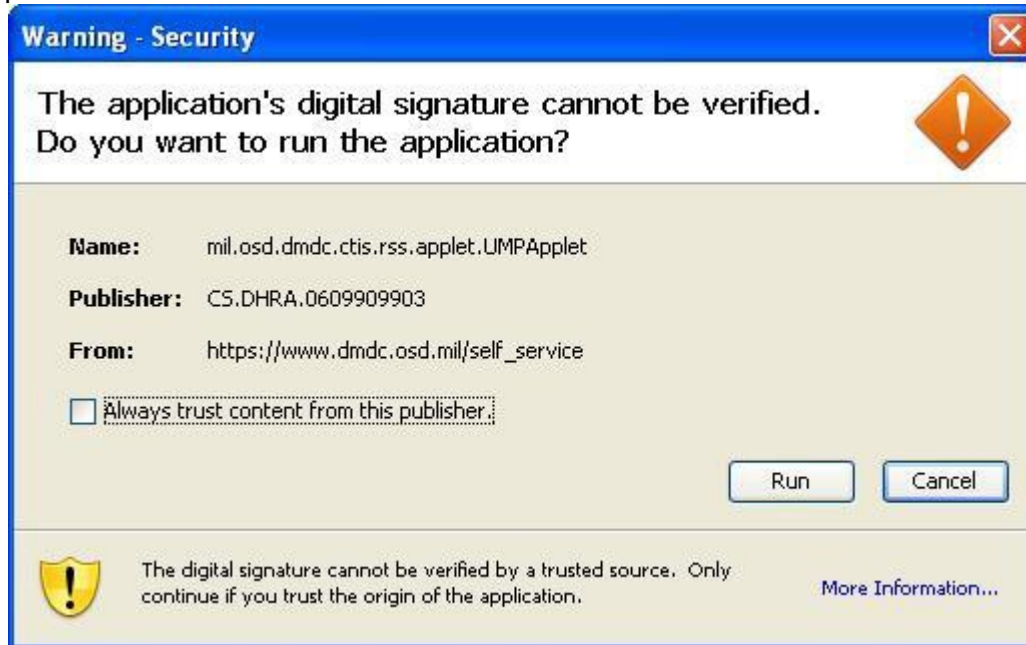 Warning - Security
The application's digital signature cannot be verified.
Do you want to run the application?
Name: mil.osd.dmdc.ctis.rss.applet.UMPApplet
Publisher: CS.DHRA.0609909903
From: https://www.dmdc.osd.mil/self_service
Always trust content from this publisher.
Run Cancel
The digital signature cannot be verified by a trusted source. Only
continue if you trust the origin of the application.
More Information...